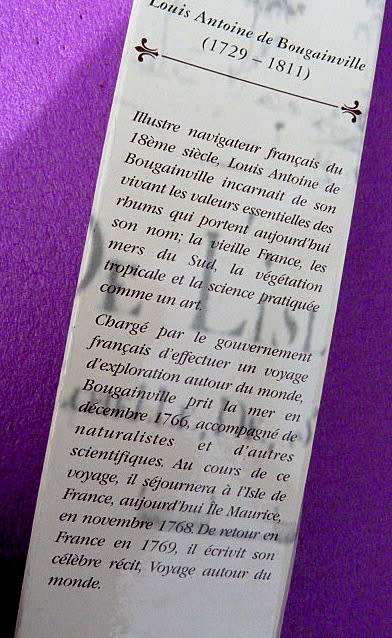 Louis Antoine de Bougainville
(1729 – 1811)
Illustre navigateur français du
18ème siècle, Louis Antoine de
Bougainville incarnait de son
vivant les valeurs essentielles des
rhums qui portent aujourd'hui
son nom; la vieille France, les
mers du Sud, la végétation
tropicale et la science pratiquée
comme un art.
Chargé par le gouvernement
français d'effectuer un voyage
d'exploration autour du monde,
Bougainville prit la mer en
décembre 1766, accompagné de
naturalistes et d'autres
scientifiques. Au cours de ce
voyage, il séjournera à l'Isle de
France, aujourd'hui Île Maurice,
en novembre 1768. De retour en
France en 1769, il écrivit son
célèbre récit, Voyage autour du
monde.